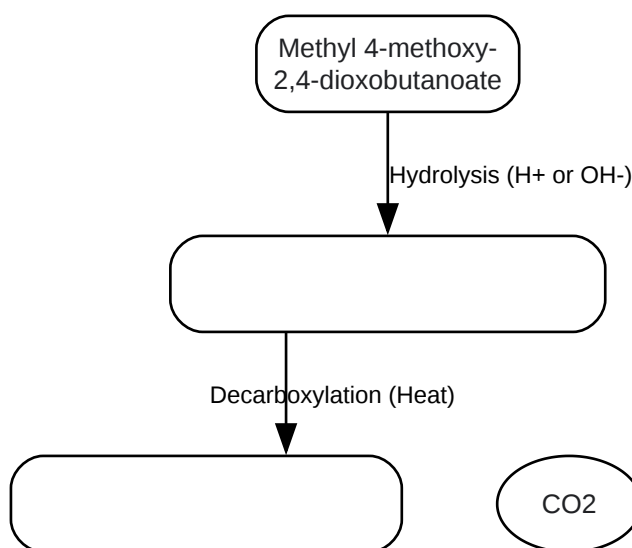 Methyl 4-methoxy-
2,4-dioxobutanoate
Hydrolysis (H+ or OH-)
Decarboxylation (Heat)
CO2